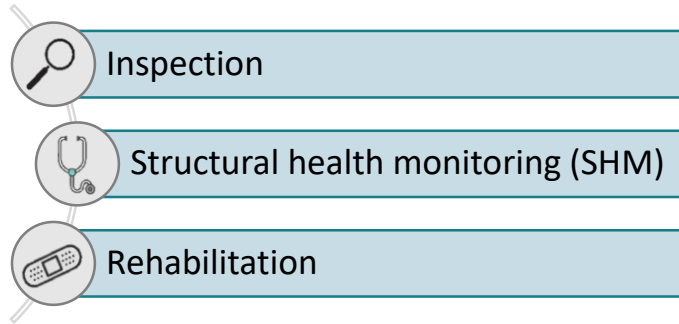 Inspection
Structural health monitoring (SHM)
Rehabilitation